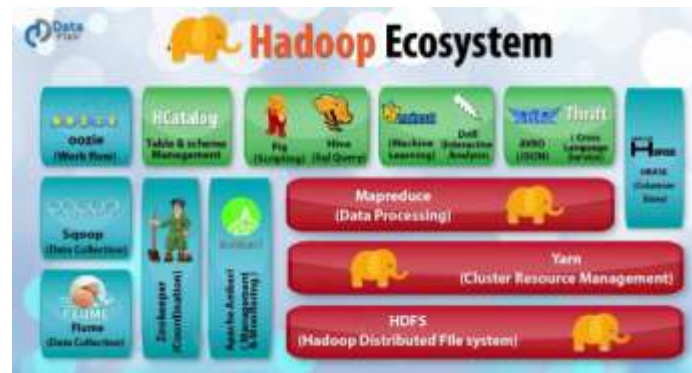 Data
Flair
Hadoop Ecosystem
oozie
(Work flow)
HCatalog
Table & schema
Management
Pig
(Scripting)
Hive
(Sql Query)
(Machine
Learning)
Drill
(Interactive
Analysis)
AVRO
(JSON)
Thrift
( Cross
Language
Service)
HBASE
(Columner
Store)
Sqoop
(Data Collection)
Flume
(Data Collection)
Zookeeper
(Coordination)
Apache Ambari
( Management
& Monitoring )
Mapreduce
(Data Processing)
Yarn
(Cluster Resource Management)
HDFS
(Hadoop Distributed File system)